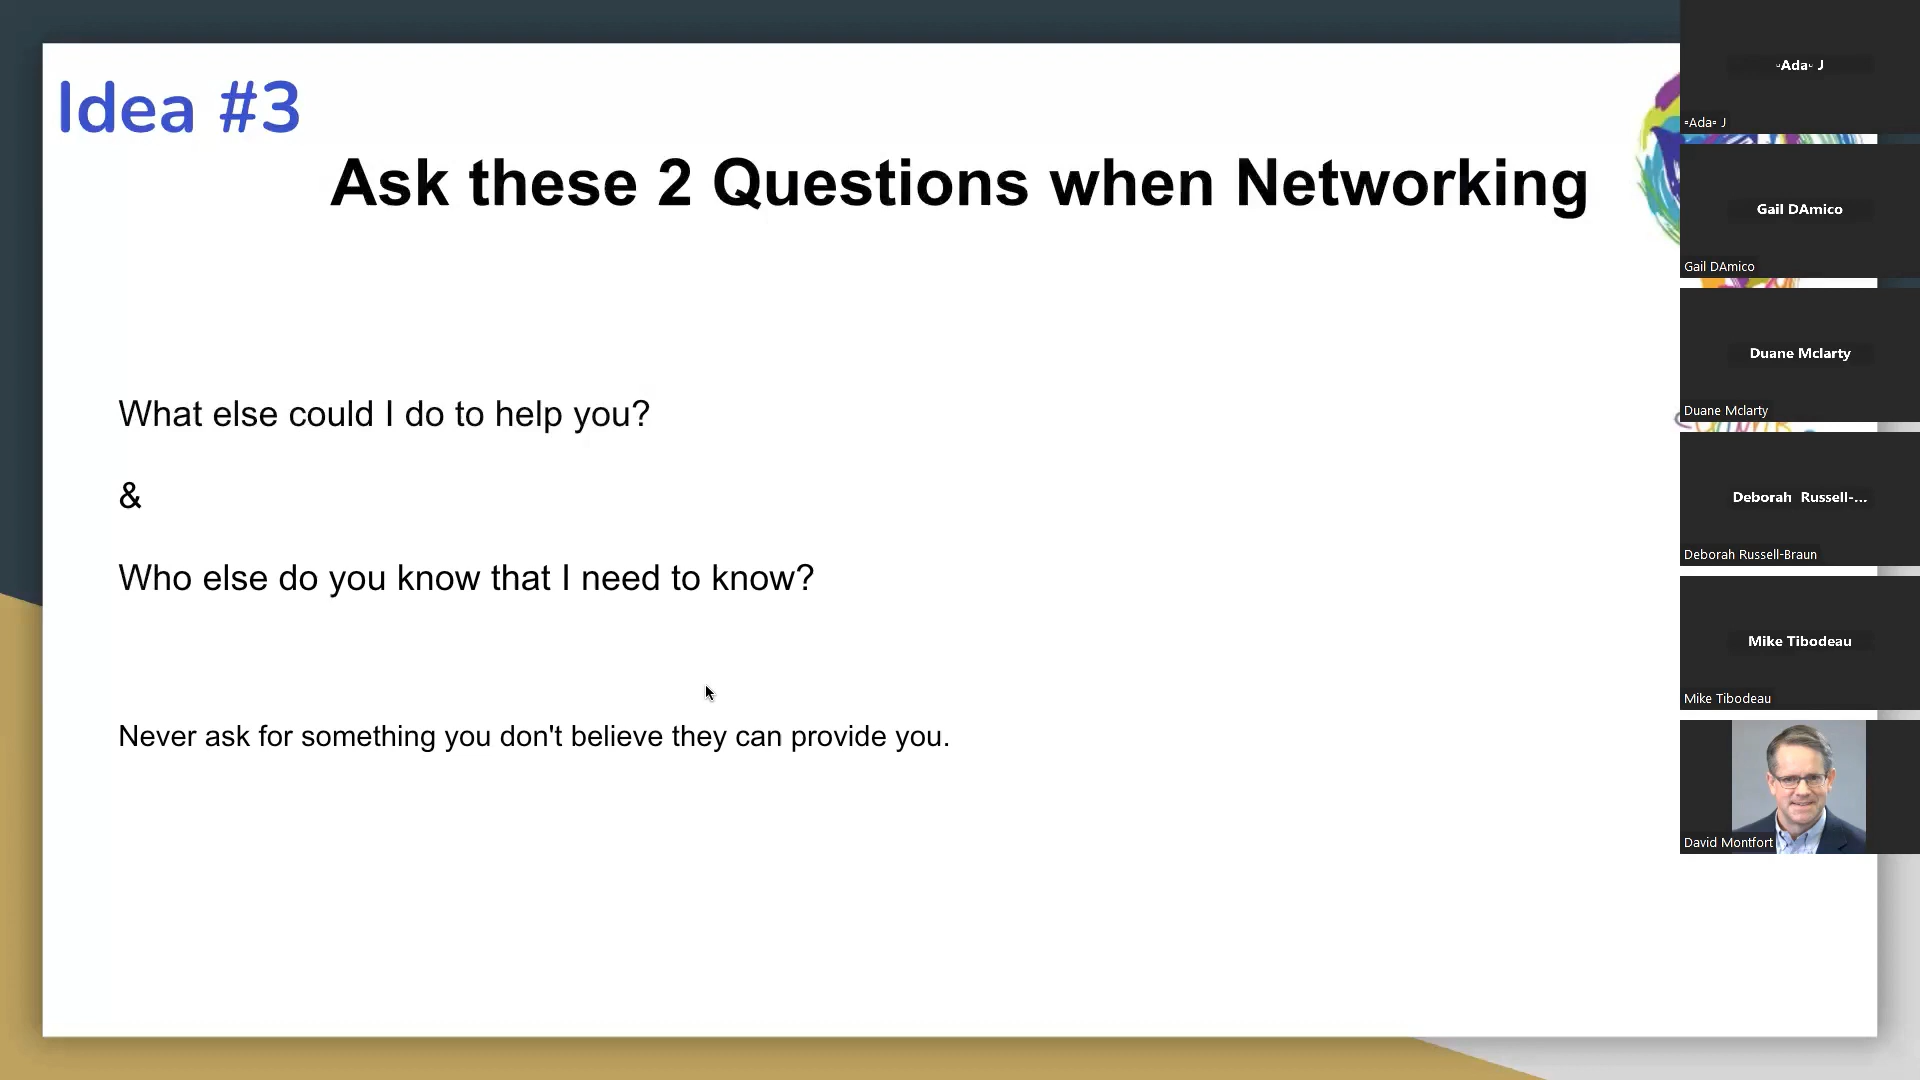 Idea #3
Ask these 2 Questions when Networking
What else could I do to help you?
&
Who else do you know that I need to know?
Never ask for something you don't believe they can provide you.
▫Ada▫ J
▫Ada▫ J
Gail DAmico
Gail DAmico
Duane Mclarty
Duane Mclarty
Deborah Russell-...
Deborah Russell-Braun
Mike Tibodeau
Mike Tibodeau
David Montfort